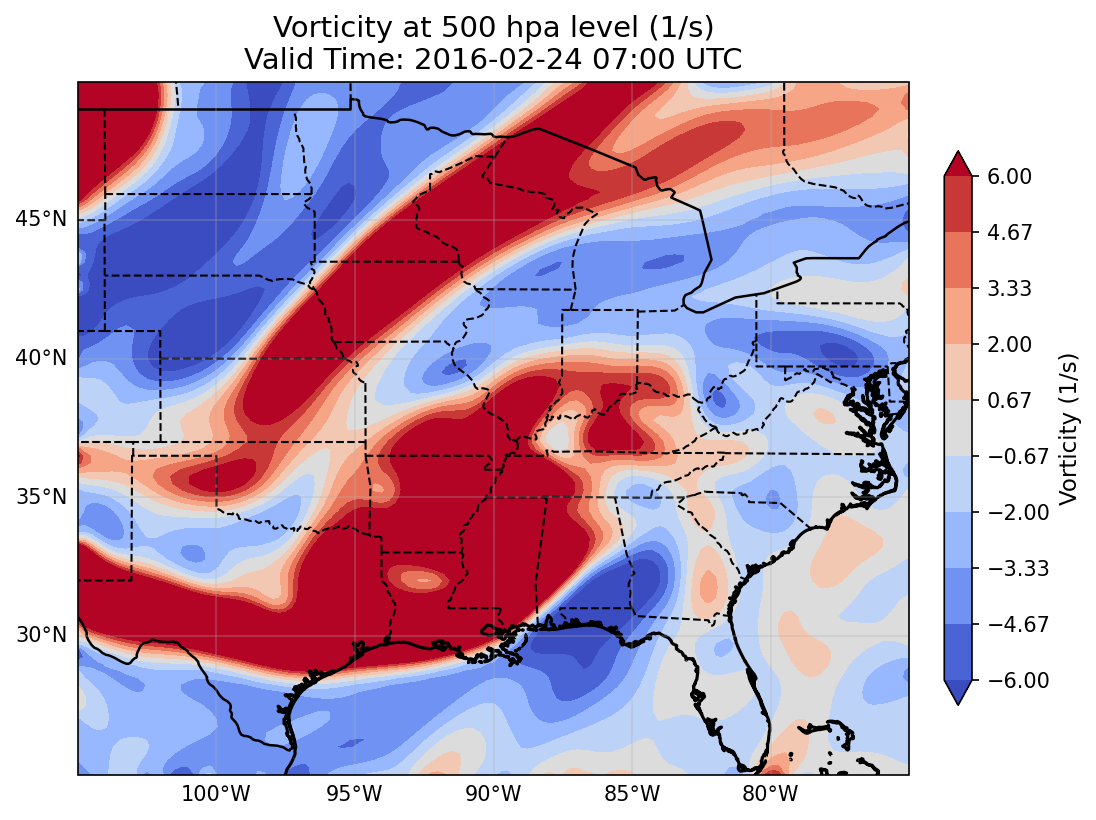 Vorticity at 500 hpa level (1/s)
Valid Time: 2016-02-24 07:00 UTC
45°N
40°N
35°N
30°N
100°W
95°W
90°W
85°W
80°W
6.00
4.67
3.33
2.00
0.67
−0.67
−2.00
−3.33
−4.67
−6.00
Vorticity (1/s)